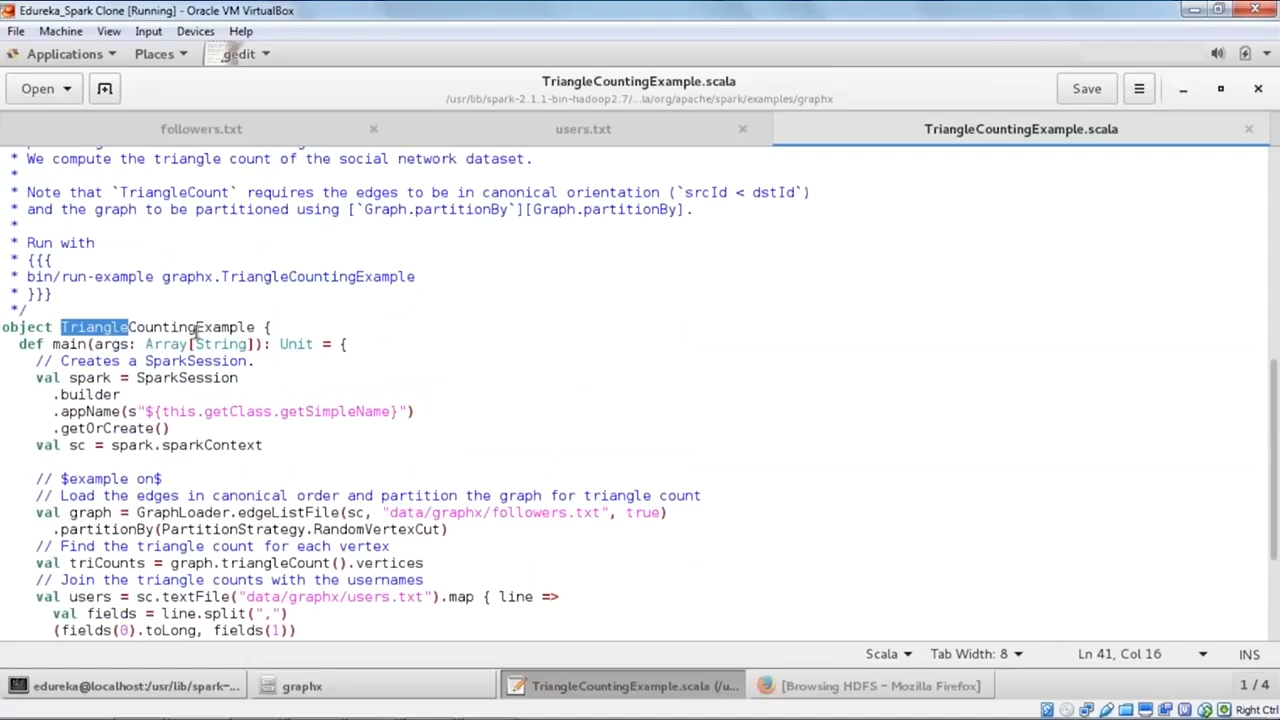 Edureka_Spark Clone [Running] - Oracle VM VirtualBox
File Machine View Input Devices Help
Applications Places gedit
Open TriangleCountingExample.scala Save
/usr/lib/spark-2.1.1-bin-hadoop2.7/...la/org/apache/spark/examples/graphx
followers.txt users.txt TriangleCountingExample.scala
* We compute the triangle count of the social network dataset.
*
* Note that `TriangleCount` requires the edges to be in canonical orientation (`srcId < dstId`)
* and the graph to be partitioned using [`Graph.partitionBy`][Graph.partitionBy].
*
* Run with
* {{{
* bin/run-example graphx.TriangleCountingExample
* }}}
*/
object TriangleCountingExample {
def main(args: Array[String]): Unit = {
// Creates a SparkSession.
val spark = SparkSession
.builder
.appName(s"${this.getClass.getSimpleName}")
.getOrCreate()
val sc = spark.sparkContext
// $example on$
// Load the edges in canonical order and partition the graph for triangle count
val graph = GraphLoader.edgeListFile(sc, "data/graphx/followers.txt", true)
.partitionBy(PartitionStrategy.RandomVertexCut)
// Find the triangle count for each vertex
val triCounts = graph.triangleCount().vertices
// Join the triangle counts with the usernames
val users = sc.textFile("data/graphx/users.txt").map { line =>
val fields = line.split(",")
(fields(0).toLong, fields(1))
Scala Tab Width: 8 Ln 41, Col 16 INS
edureka@localhost:/usr/lib/spark-... graphx TriangleCountingExample.scala (/u... [Browsing HDFS - Mozilla Firefox] 1 / 4
Right Ctrl